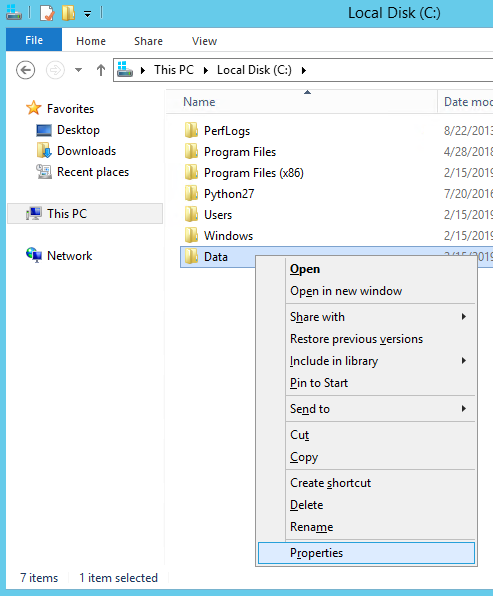 Local Disk (C:)
File Home Share View
This PC Local Disk (C:)
Favorites
Desktop
Downloads
Recent places
This PC
Network
Name Date mod
PerfLogs 8/22/2013
Program Files 4/28/2018
Program Files (x86) 2/15/2019
Python27 7/20/2016
Users 2/15/2019
Windows 2/15/2019
Data 2/15/2019
Open
Open in new window
Share with
Restore previous versions
Include in library
Pin to Start
Send to
Cut
Copy
Create shortcut
Delete
Rename
Properties
7 items 1 item selected